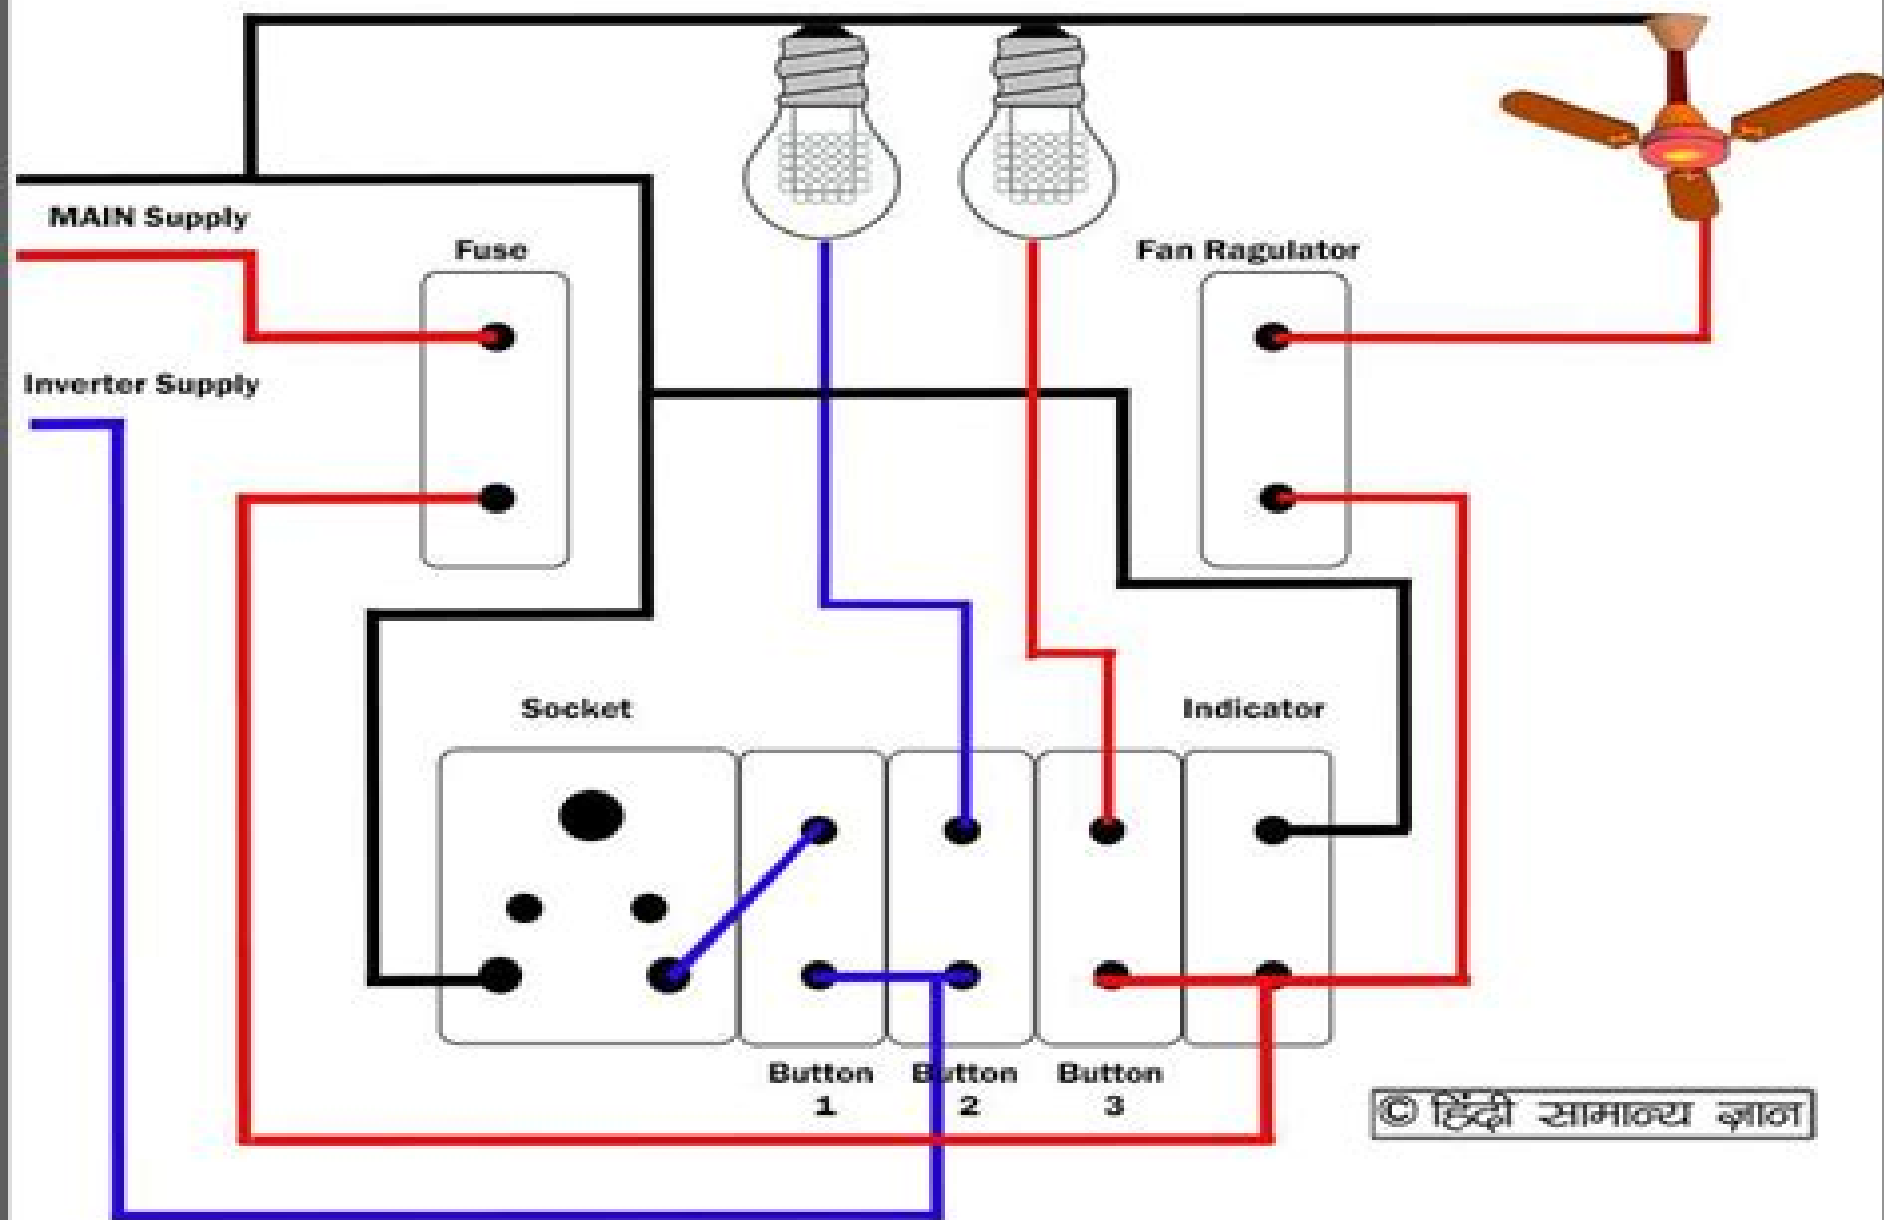 MAIN Supply
Fuse
Fan Ragulator
Inverter Supply
Socket
Indicator
Button
1
Button
2
Button
3
© हिंदी सामान्य ज्ञान